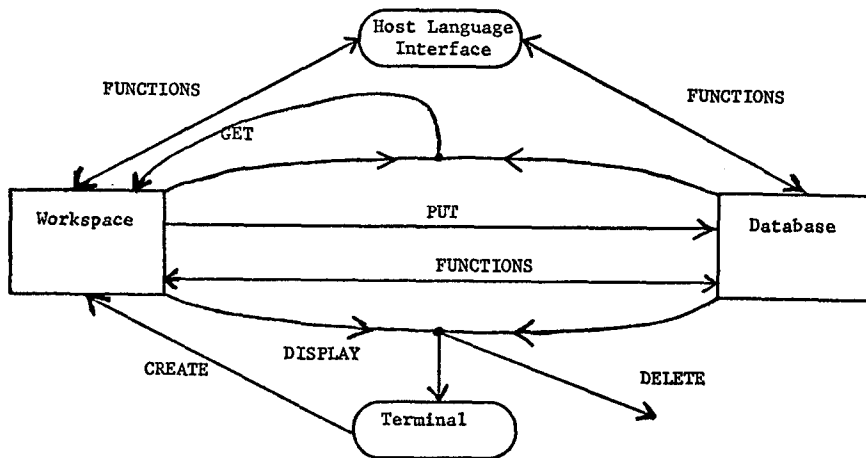 Host Language
Interface
FUNCTIONS
FUNCTIONS
GET
Workspace
PUT
Database
FUNCTIONS
DISPLAY
CREATE
DELETE
Terminal